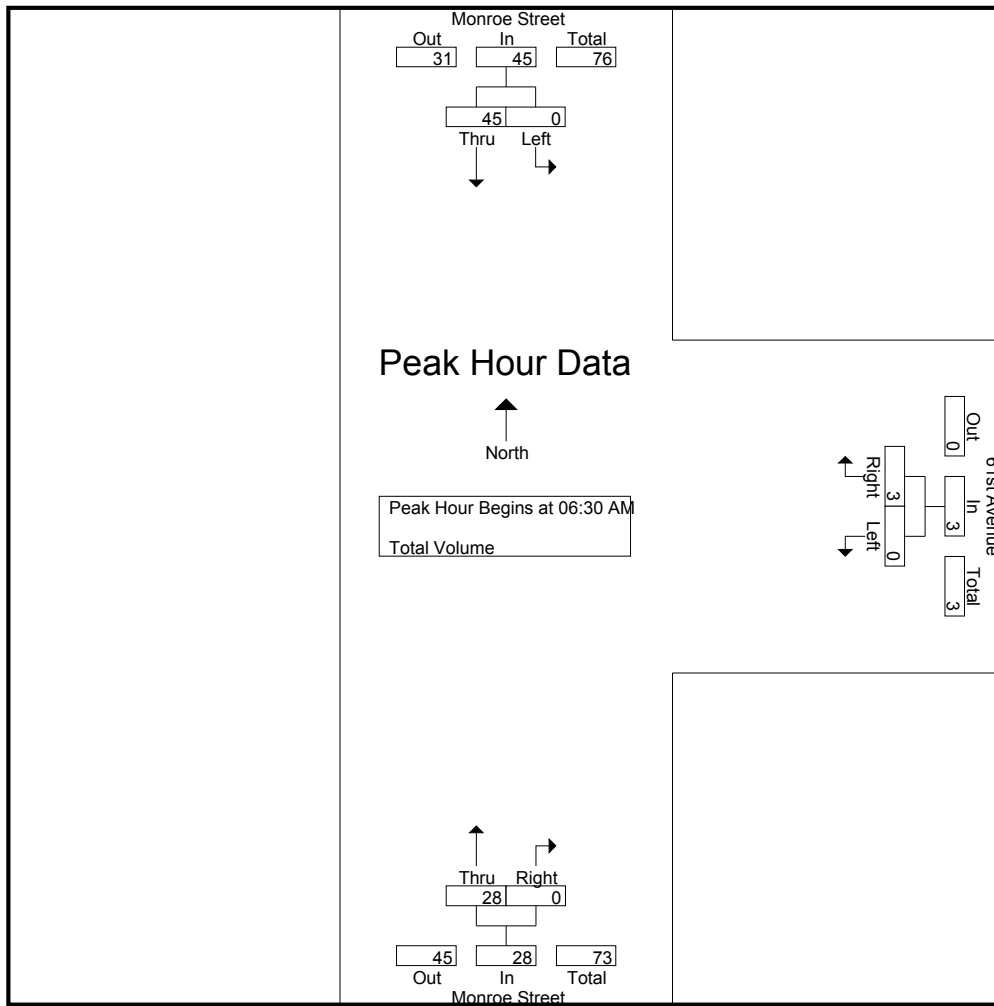 Monroe Street
Out In Total
31 45 76
45 0
Thru Left
Peak Hour Data
North
Peak Hour Begins at 06:30 AM
Total Volume
61st Avenue
Out In Total
0 3 3
3 0
Right Left
Thru Right
28 0
45 28 73
Out In Total
Monroe Street